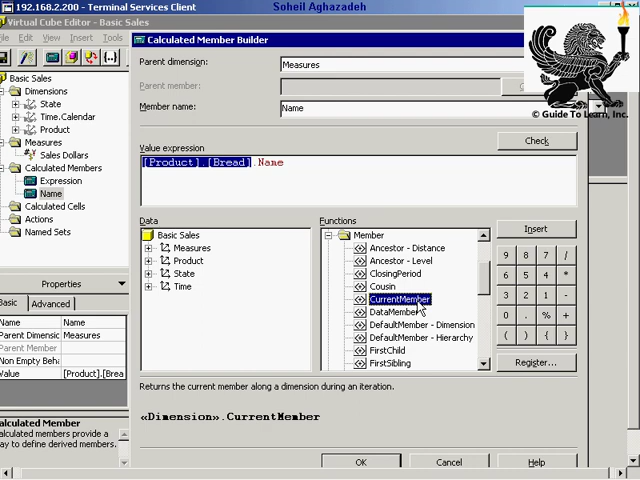 192.168.2.200 - Terminal Services Client
Soheil Aghazadeh
Virtual Cube Editor - Basic Sales
File Edit View Insert Tools
Basic Sales
Dimensions
State
Time.Calendar
Product
Measures
Sales Dollars
Calculated Members
Expression
Name
Calculated Cells
Actions
Named Sets
Properties
Basic Advanced
Name Name
Parent Dimension Measures
Parent Member
Non Empty Beha
Value [Product].[Brea
Calculated Member
alculated members provide a
ay to define derived members.
Calculated Member Builder
Parent dimension: Measures
Parent member:
Member name: Name
© Guide To Learn, Inc.
Check
Value expression
[Product].[Bread].Name
Data
Basic Sales
Measures
Product
State
Time
Functions
Member
Ancestor - Distance
Ancestor - Level
ClosingPeriod
Cousin
CurrentMember
DataMember
DefaultMember - Dimension
DefaultMember - Hierarchy
FirstChild
FirstSibling
Insert
9 8 7 /
6 5 4 *
3 2 1 -
0 . % +
( ) { }
Register...
Returns the current member along a dimension during an iteration.
«Dimension».CurrentMember
OK Cancel Help